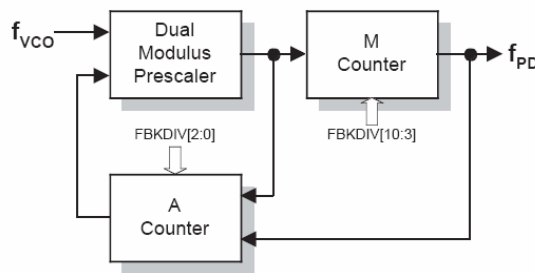 fVCO
Dual
Modulus
Prescaler
M
Counter
fPD
FBKDIV[2:0]
FBKDIV[10:3]
A
Counter